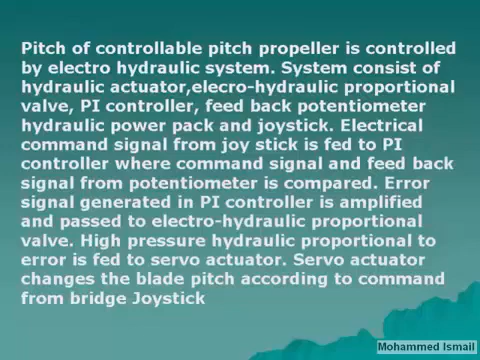 Pitch of controllable pitch propeller is controlled
by electro hydraulic system. System consist of
hydraulic actuator,elecro-hydraulic proportional
valve, PI controller, feed back potentiometer
hydraulic power pack and joystick. Electrical
command signal from joy stick is fed to PI
controller where command signal and feed back
signal from potentiometer is compared. Error
signal generated in PI controller is amplified
and passed to electro-hydraulic proportional
valve. High pressure hydraulic proportional to
error is fed to servo actuator. Servo actuator
changes the blade pitch according to command
from bridge Joystick
Mohammed Ismail